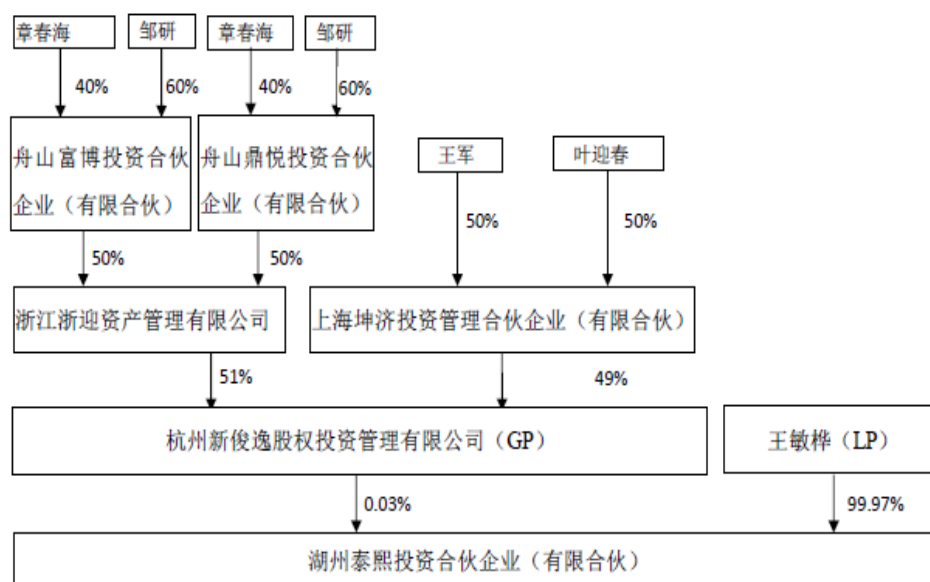 章春海
邹研
章春海
邹研
40%
60%
40%
60%
舟山富博投资合伙
企业（有限合伙）
舟山鼎悦投资合伙
企业（有限合伙）
王军
叶迎春
50%
50%
50%
50%
浙江浙迎资产管理有限公司
上海坤济投资管理合伙企业（有限合伙）
51%
49%
杭州新俊逸股权投资管理有限公司（GP）
王敏桦（LP）
0.03%
99.97%
湖州泰熙投资合伙企业（有限合伙）